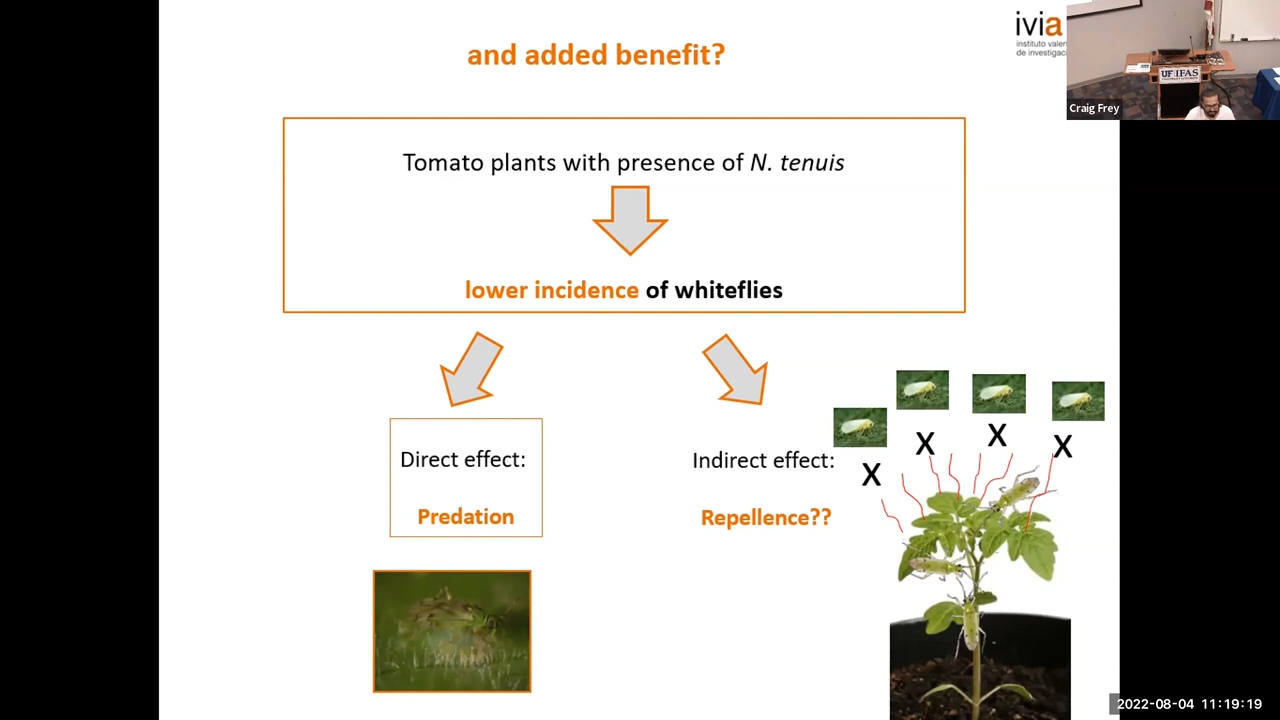 and added benefit?
ivia
instituto valen
de investigaci
UF IFAS
Craig Frey
Tomato plants with presence of N. tenuis
lower incidence of whiteflies
Direct effect:
Predation
Indirect effect:
Repellence??
X
X
X
X
2022-08-04 11:19:19